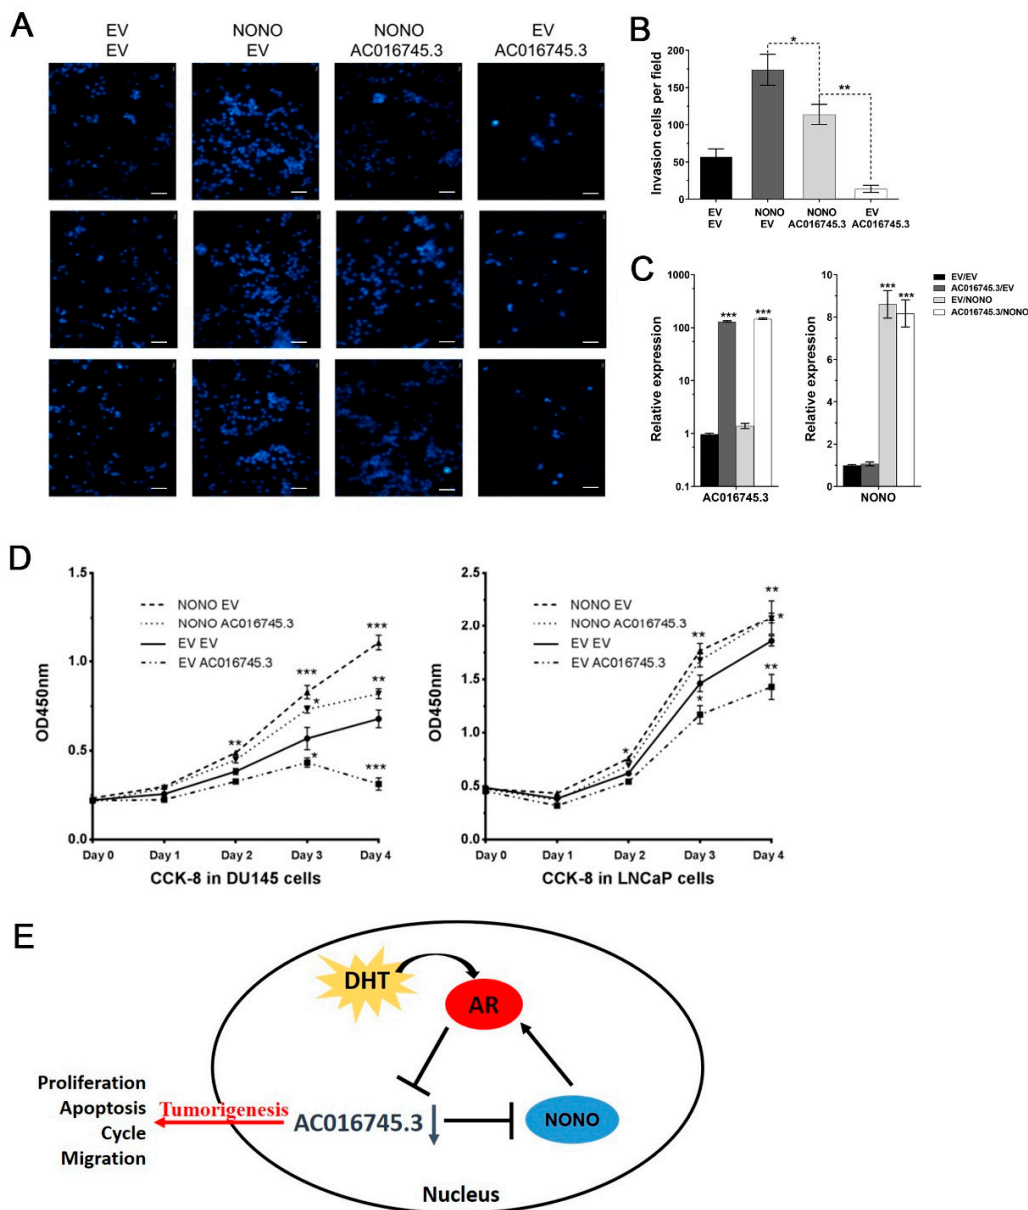 A
EV
EV
NONO
EV
NONO
AC016745.3
EV
AC016745.3
B
Invasion cells per field
200
150
100
50
0
*
**
EV
EV
NONO
EV
NONO
AC016745.3
EV
AC016745.3
C
Relative expression
1000
100
10
1
0.1
***
***
AC016745.3
Relative expression
10
8
6
4
2
0
***
***
NONO
EV/EV
AC016745.3/EV
EV/NONO
AC016745.3/NONO
D
OD450nm
1.5
1.0
0.5
0.0
NONO EV
NONO AC016745.3
EV EV
EV AC016745.3
**
***
*
*
***
**
***
Day 0 Day 1 Day 2 Day 3 Day 4
CCK-8 in DU145 cells
OD450nm
2.5
2.0
1.5
1.0
0.5
0.0
NONO EV
NONO AC016745.3
EV EV
EV AC016745.3
*
**
*
**
*
**
Day 0 Day 1 Day 2 Day 3 Day 4
CCK-8 in LNCaP cells
E
DHT
AR
Proliferation
Apoptosis
Cycle
Migration
Tumorigenesis
AC016745.3
NONO
Nucleus